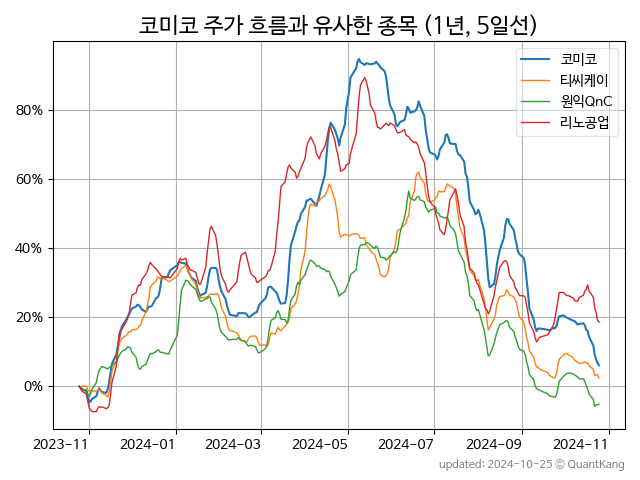 코미코 주가 흐름과 유사한 종목 (1년, 5일선)
코미코
티씨케이
원익QnC
리노공업
80%
60%
40%
20%
0%
2023-11 2024-01 2024-03 2024-05 2024-07 2024-09 2024-11
updated: 2024-10-25 © QuantKang